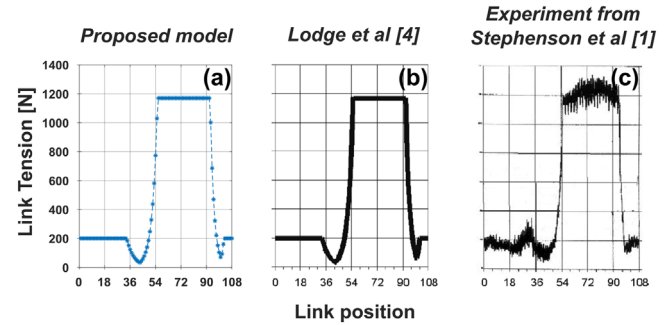 Proposed model
Lodge et al [4]
Experiment from
Stephenson et al [1]
Link Tension [N]
1400
1200
1000
800
600
400
200
0
(a)
(b)
(c)
0 18 36 54 72 90 108
0 18 36 54 72 90 108
0 18 36 54 72 90 108
Link position